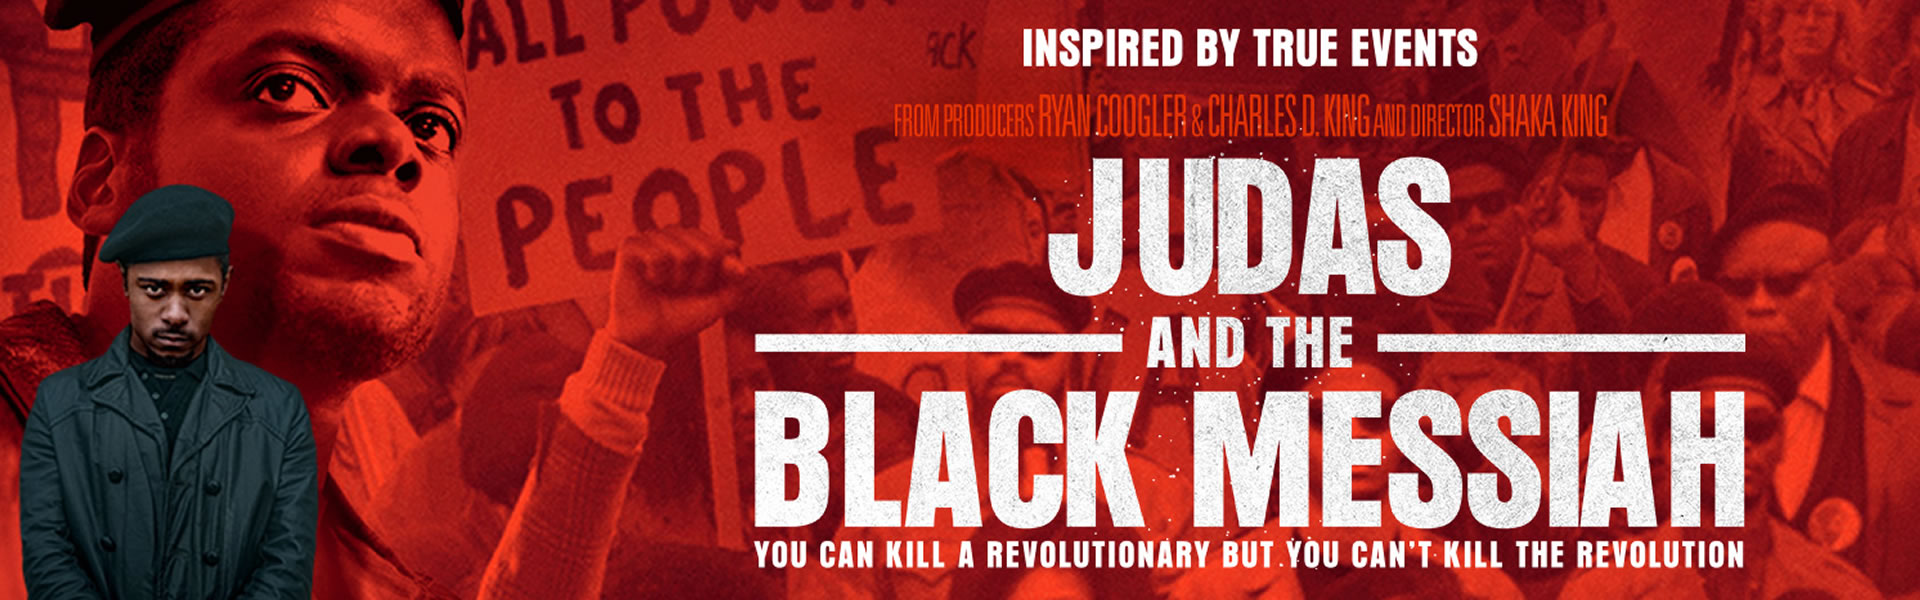 ALL POWER
TO THE
PEOPLE
INSPIRED BY TRUE EVENTS
FROM PRODUCERS RYAN COOGLER & CHARLES D. KING AND DIRECTOR SHAKA KING
JUDAS
AND THE
BLACK MESSIAH
YOU CAN KILL A REVOLUTIONARY BUT YOU CAN'T KILL THE REVOLUTION